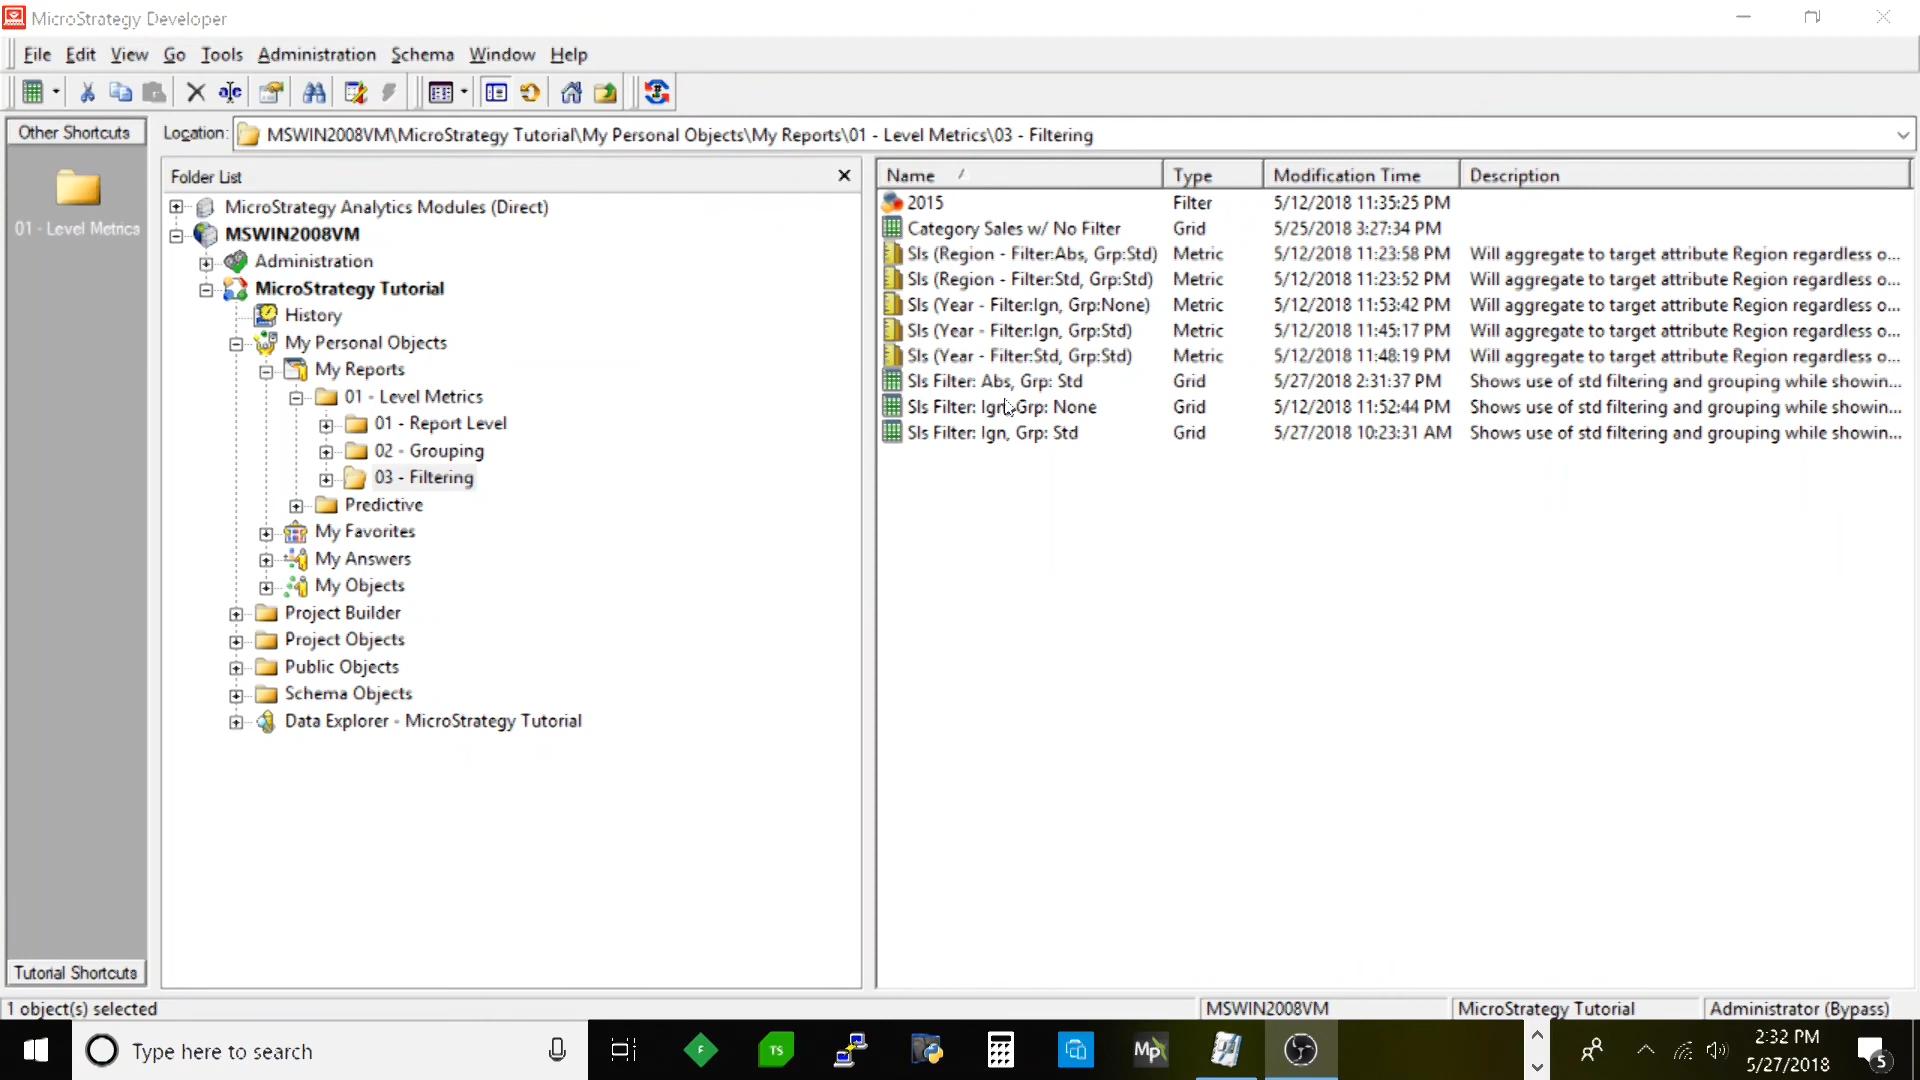 MicroStrategy Developer
File Edit View Go Tools Administration Schema Window Help
a|c
Other Shortcuts
Location: MSWIN2008VM\MicroStrategy Tutorial\My Personal Objects\My Reports\01 - Level Metrics\03 - Filtering
01 - Level Metrics
Tutorial Shortcuts
Folder List
MicroStrategy Analytics Modules (Direct)
MSWIN2008VM
Administration
MicroStrategy Tutorial
History
My Personal Objects
My Reports
01 - Level Metrics
01 - Report Level
02 - Grouping
03 - Filtering
Predictive
My Favorites
My Answers
My Objects
Project Builder
Project Objects
Public Objects
Schema Objects
Data Explorer - MicroStrategy Tutorial
Name Type Modification Time Description
2015 Filter 5/12/2018 11:35:25 PM
Category Sales w/ No Filter Grid 5/25/2018 3:27:34 PM
Sls (Region - Filter:Abs, Grp:Std) Metric 5/12/2018 11:23:58 PM Will aggregate to target attribute Region regardless o...
Sls (Region - Filter:Std, Grp:Std) Metric 5/12/2018 11:23:52 PM Will aggregate to target attribute Region regardless o...
Sls (Year - Filter:Ign, Grp:None) Metric 5/12/2018 11:53:42 PM Will aggregate to target attribute Region regardless o...
Sls (Year - Filter:Ign, Grp:Std) Metric 5/12/2018 11:45:17 PM Will aggregate to target attribute Region regardless o...
Sls (Year - Filter:Std, Grp:Std) Metric 5/12/2018 11:48:19 PM Will aggregate to target attribute Region regardless o...
Sls Filter: Abs, Grp: Std Grid 5/27/2018 2:31:37 PM Shows use of std filtering and grouping while showin...
Sls Filter: Ign, Grp: None Grid 5/12/2018 11:52:44 PM Shows use of std filtering and grouping while showin...
Sls Filter: Ign, Grp: Std Grid 5/27/2018 10:23:31 AM Shows use of std filtering and grouping while showin...
1 object(s) selected
MSWIN2008VM
MicroStrategy Tutorial
Administrator (Bypass)
Type here to search
F
TS
Mp
2:32 PM
5/27/2018
5